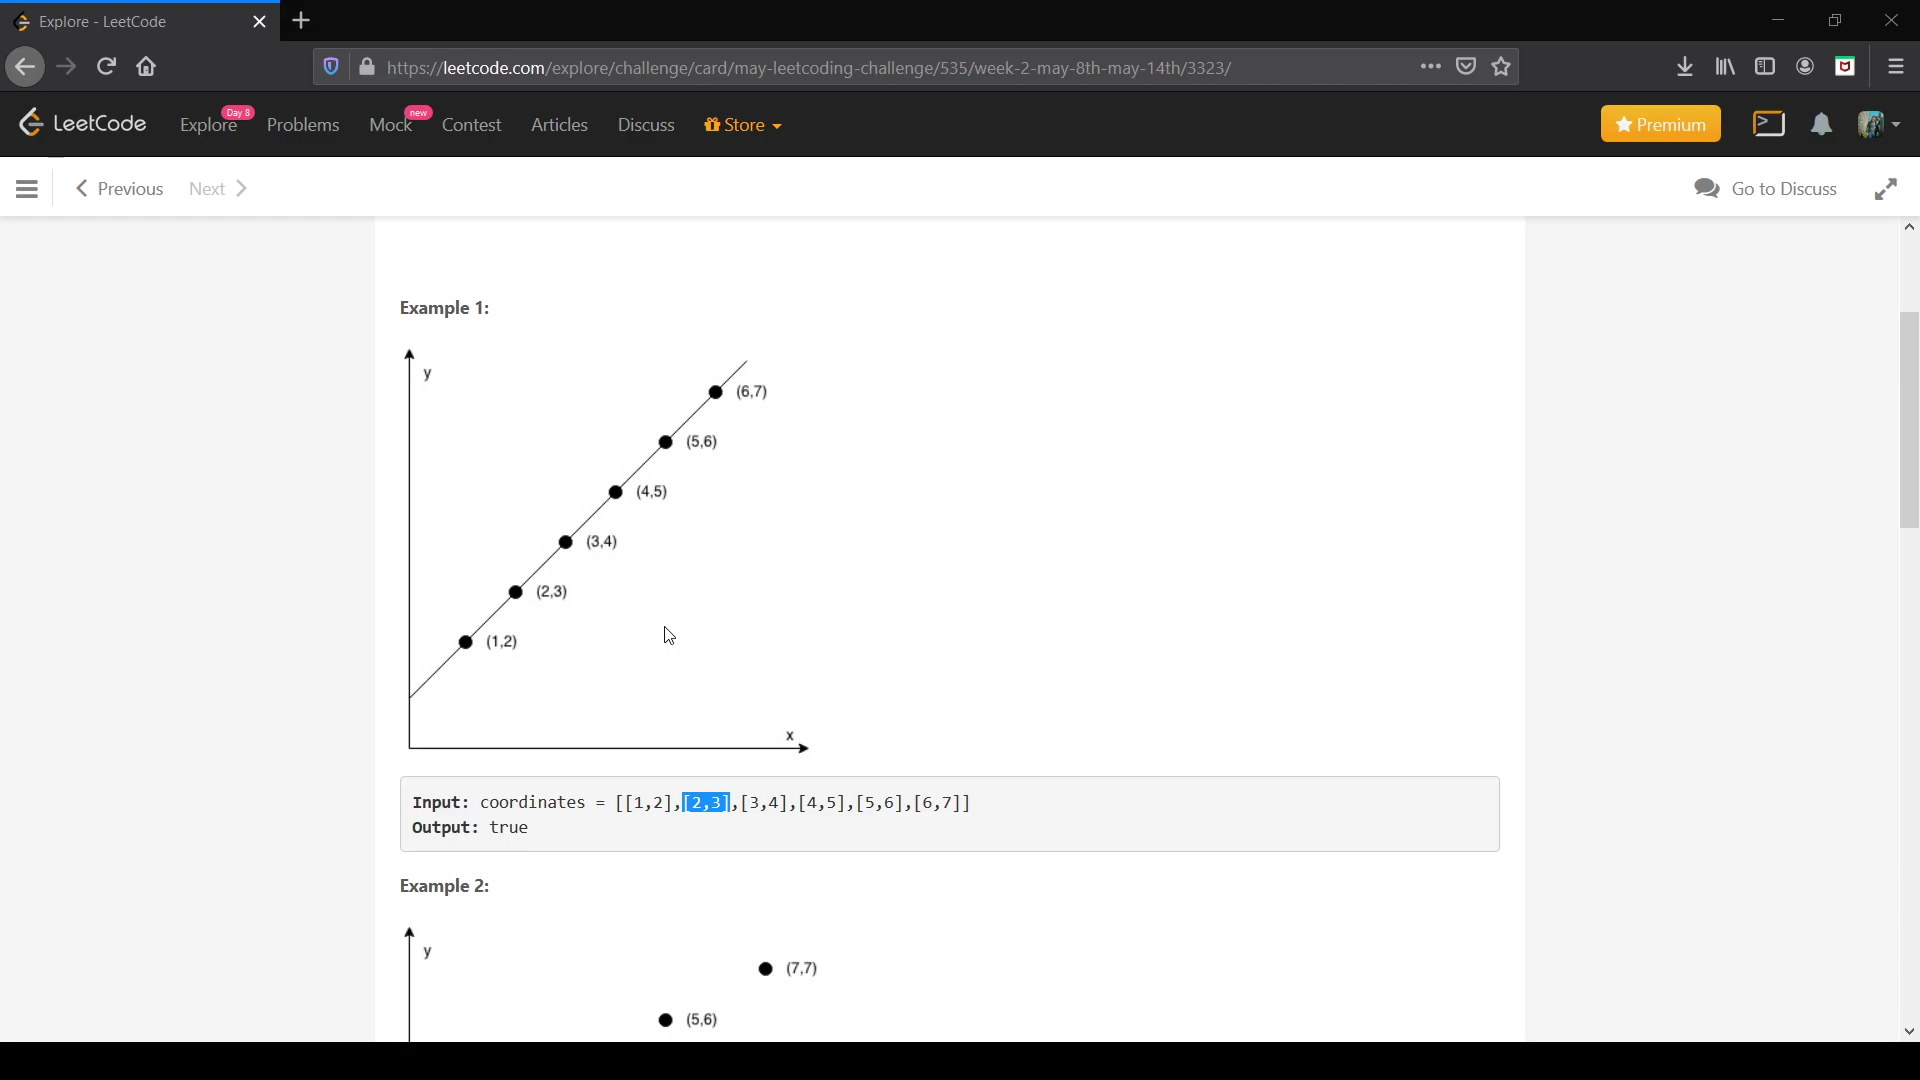 Explore - LeetCode
https://leetcode.com/explore/challenge/card/may-leetcoding-challenge/535/week-2-may-8th-may-14th/3323/
LeetCode Explore Day 8 Problems Mock new Contest Articles Discuss Store Premium
Previous Next Go to Discuss
Example 1:
y
(6,7)
(5,6)
(4,5)
(3,4)
(2,3)
(1,2)
x
Input: coordinates = [[1,2],[2,3],[3,4],[4,5],[5,6],[6,7]]
Output: true
Example 2:
y
(7,7)
(5,6)